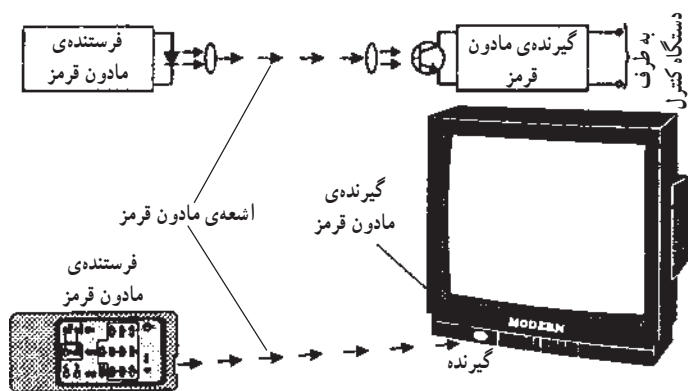 فرستنده‌ی
مادون قرمز
گیرنده‌ی مادون
قرمز
به طرف
دستگاه کنترل
اشعه‌ی مادون قرمز
گیرنده‌ی
مادون قرمز
فرستنده‌ی
مادون قرمز
MODERN
گیرنده